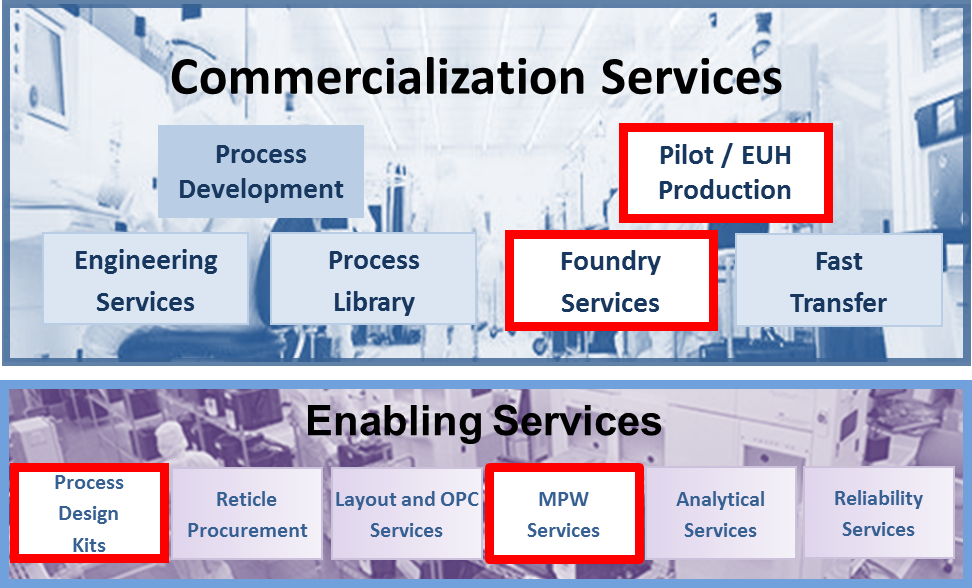 Commercialization Services
Process
Development
Pilot / EUH
Production
Engineering
Services
Process
Library
Foundry
Services
Fast
Transfer
Enabling Services
Process
Design
Kits
Reticle
Procurement
Layout and OPC
Services
MPW
Services
Analytical
Services
Reliability
Services